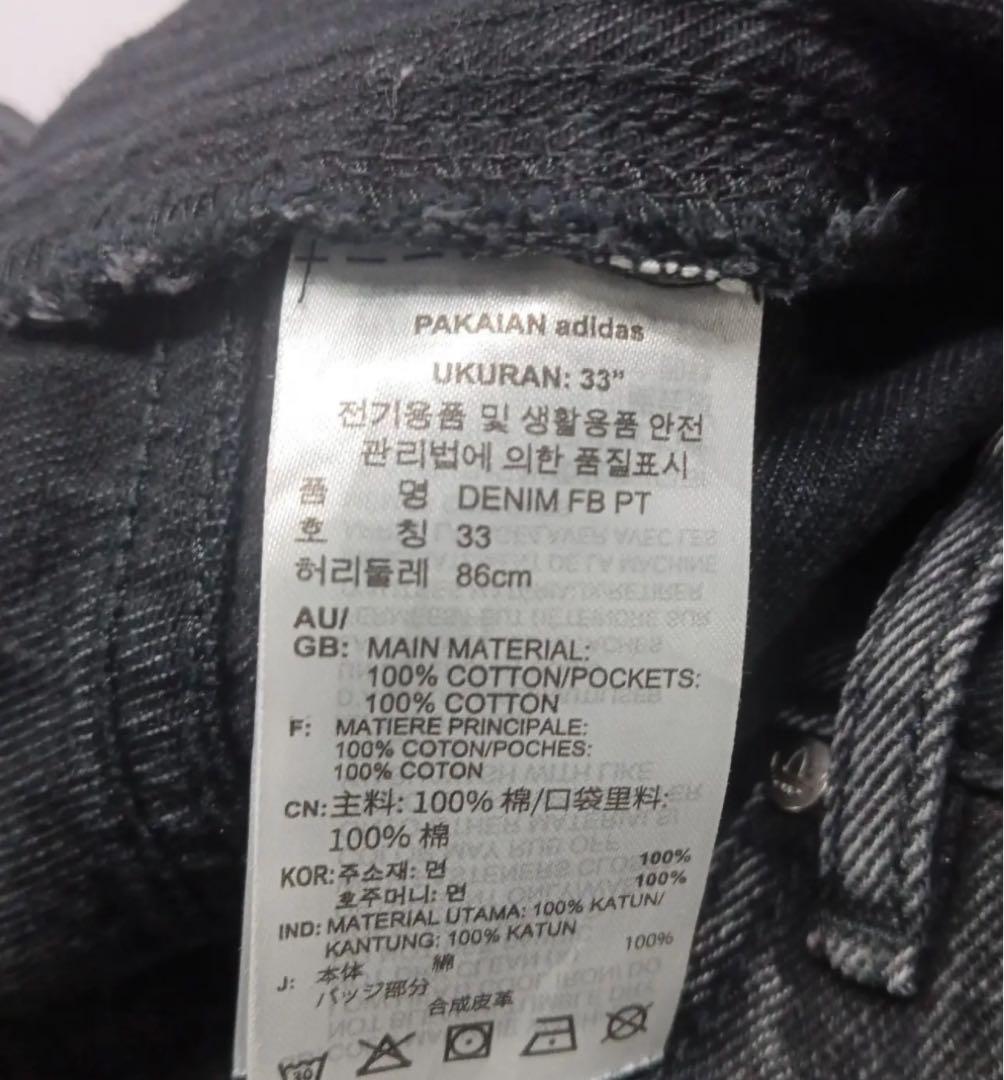 PAKAIAN adidas
UKURAN: 33”
전기용품 및 생활용품 안전
관리법에 의한 품질표시
품 명 DENIM FB PT
호 칭 33
허리둘레 86cm
AU/
GB: MAIN MATERIAL:
100% COTTON/POCKETS:
100% COTTON
F: MATIERE PRINCIPALE:
100% COTON/POCHES:
100% COTON
CN: 主料: 100% 棉/口袋里料:
100% 棉
KOR: 주소재: 면 100%
호주머니: 면 100%
IND: MATERIAL UTAMA: 100% KATUN/
KANTUNG: 100% KATUN
J: 本体 綿 100%
パッジ部分 合成皮革
30